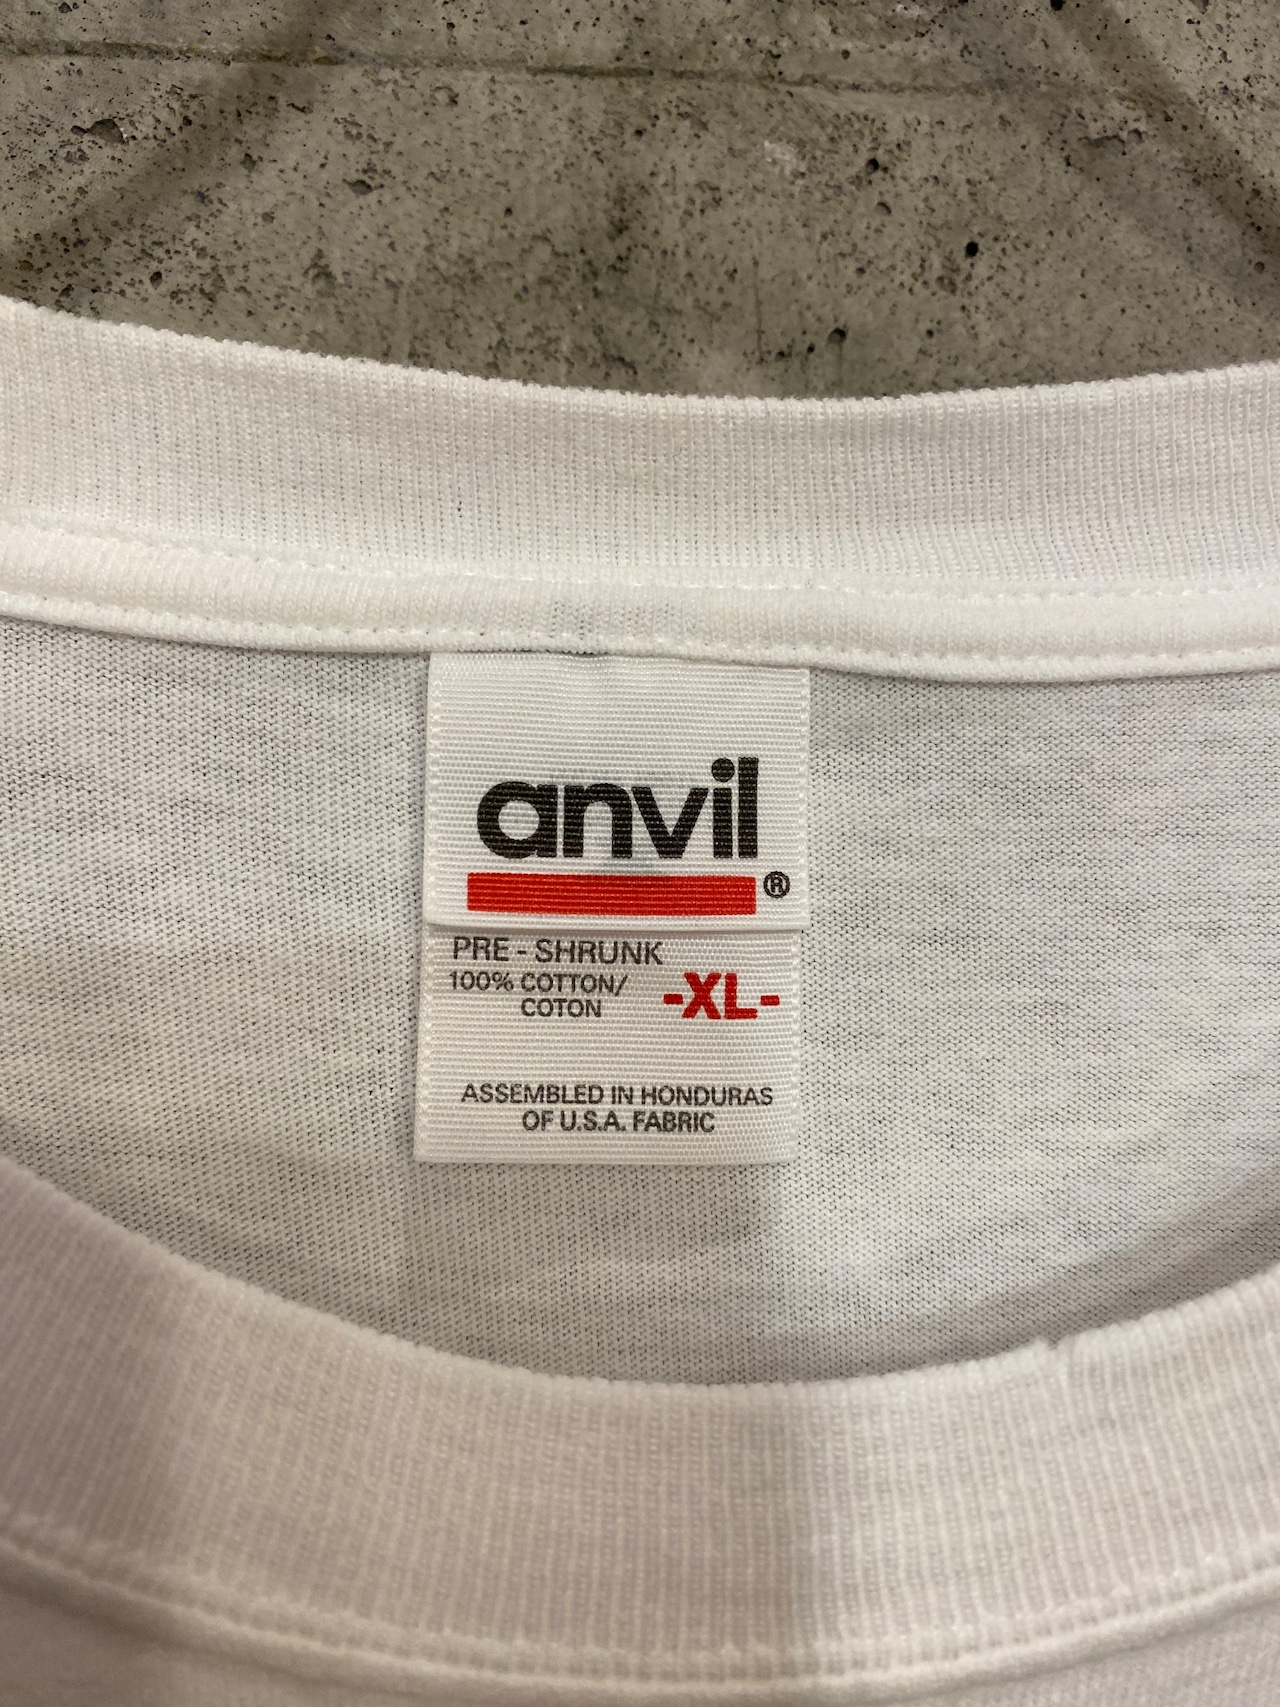 anvil
®
PRE - SHRUNK
100% COTTON/
COTON
-XL-
ASSEMBLED IN HONDURAS
OF U.S.A. FABRIC